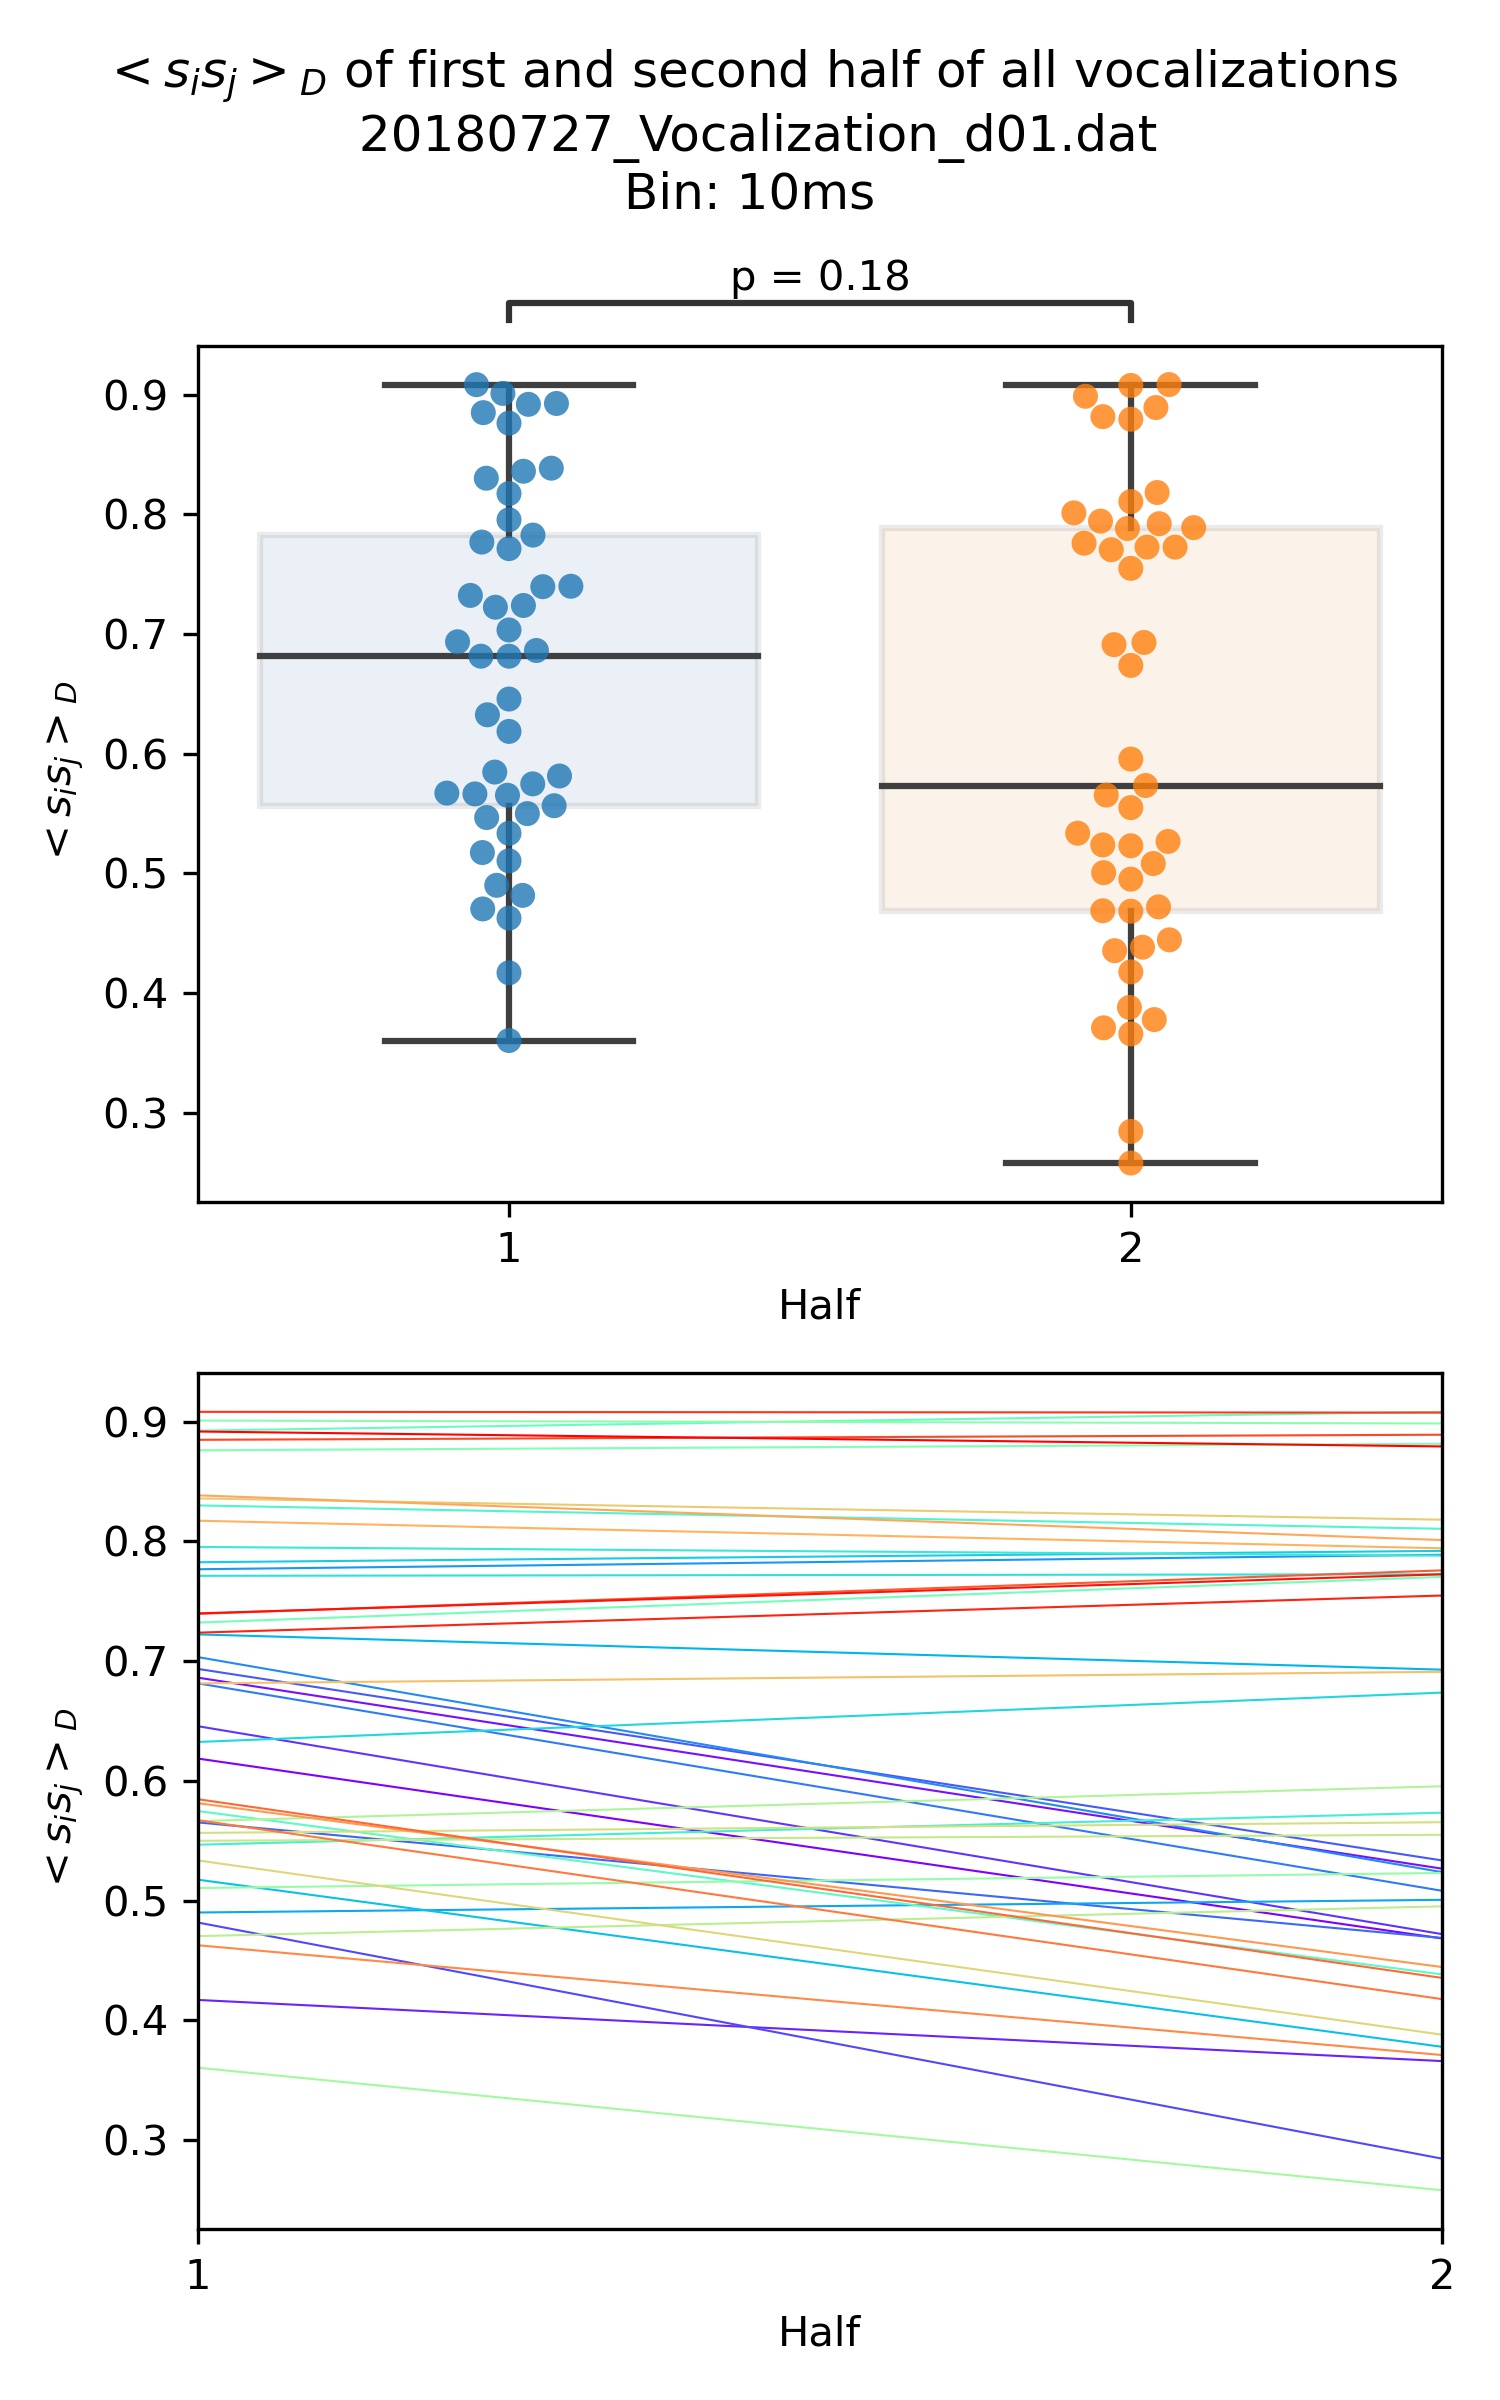 < s_i s_j >_D of first and second half of all vocalizations
20180727_Vocalization_d01.dat
Bin: 10ms
p = 0.18
0.9
0.8
0.7
0.6
0.5
0.4
0.3
< s_i s_j >_D
1 2
Half
0.9
0.8
0.7
0.6
0.5
0.4
0.3
< s_i s_j >_D
1 2
Half